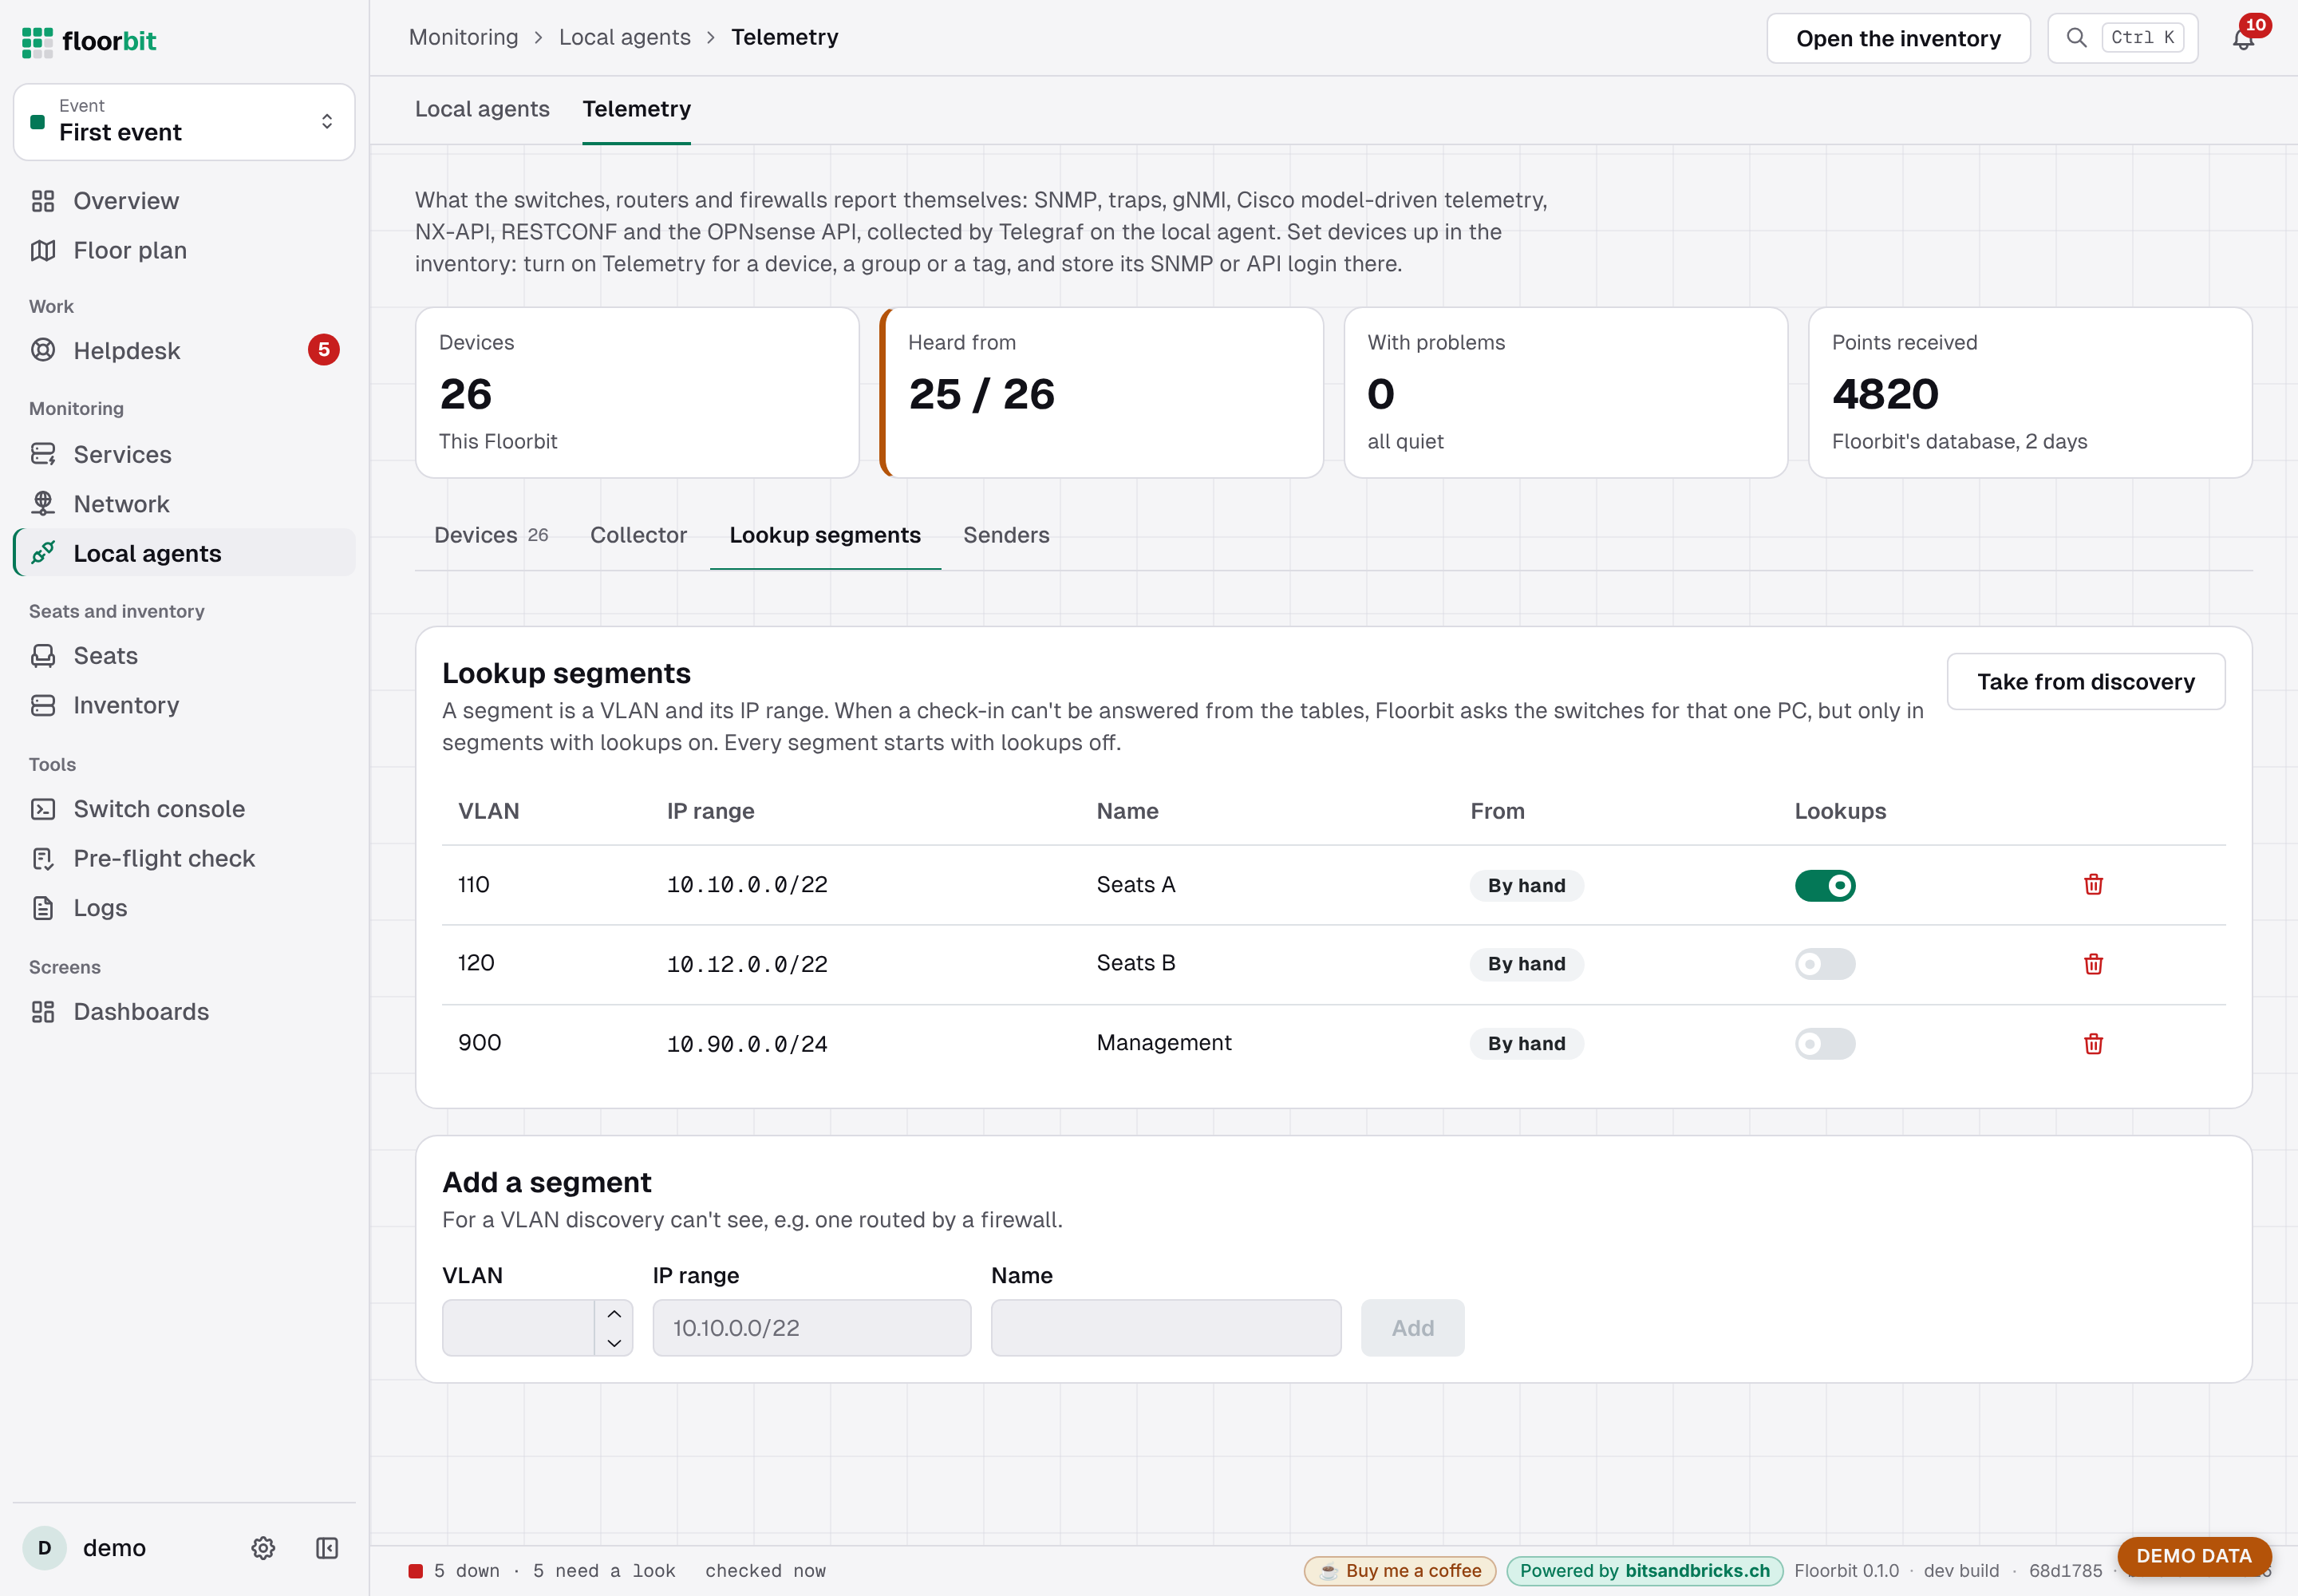 floorbit
Event
First event
Overview
Floor plan
Work
Helpdesk 5
Monitoring
Services
Network
Local agents
Seats and inventory
Seats
Inventory
Tools
Switch console
Pre-flight check
Logs
Screens
Dashboards
D demo
Monitoring > Local agents > Telemetry
Open the inventory
Ctrl K
10
Local agents Telemetry
What the switches, routers and firewalls report themselves: SNMP, traps, gNMI, Cisco model-driven telemetry,
NX-API, RESTCONF and the OPNsense API, collected by Telegraf on the local agent. Set devices up in the
inventory: turn on Telemetry for a device, a group or a tag, and store its SNMP or API login there.
Devices
26
This Floorbit
Heard from
25 / 26
With problems
0
all quiet
Points received
4820
Floorbit's database, 2 days
Devices 26 Collector Lookup segments Senders
Lookup segments
Take from discovery
A segment is a VLAN and its IP range. When a check-in can't be answered from the tables, Floorbit asks the switches for that one PC, but only in
segments with lookups on. Every segment starts with lookups off.
VLAN IP range Name From Lookups
110 10.10.0.0/22 Seats A By hand
120 10.12.0.0/22 Seats B By hand
900 10.90.0.0/24 Management By hand
Add a segment
For a VLAN discovery can't see, e.g. one routed by a firewall.
VLAN IP range Name
10.10.0.0/22 Add
5 down · 5 need a look checked now
Buy me a coffee
Powered by bitsandbricks.ch
Floorbit 0.1.0 · dev build · 68d1785 ·
DEMO DATA